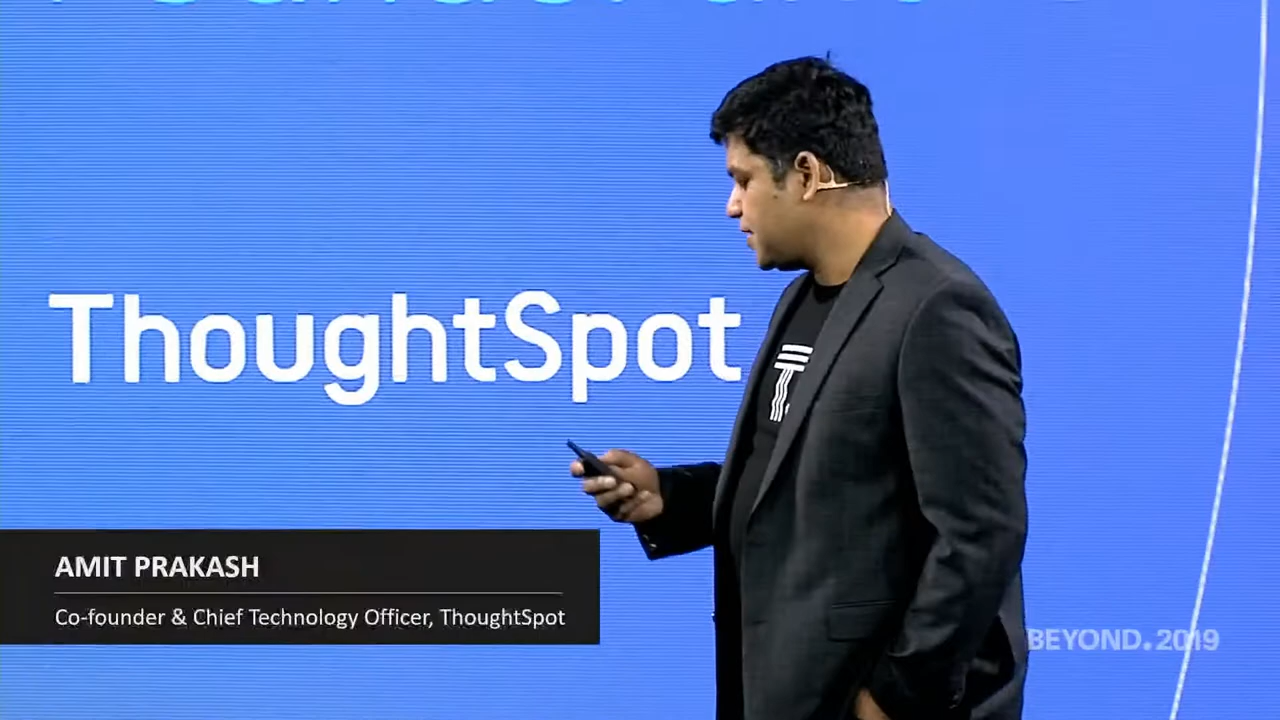 ThoughtSpot
T.
AMIT PRAKASH
Co-founder & Chief Technology Officer, ThoughtSpot
BEYOND.2019